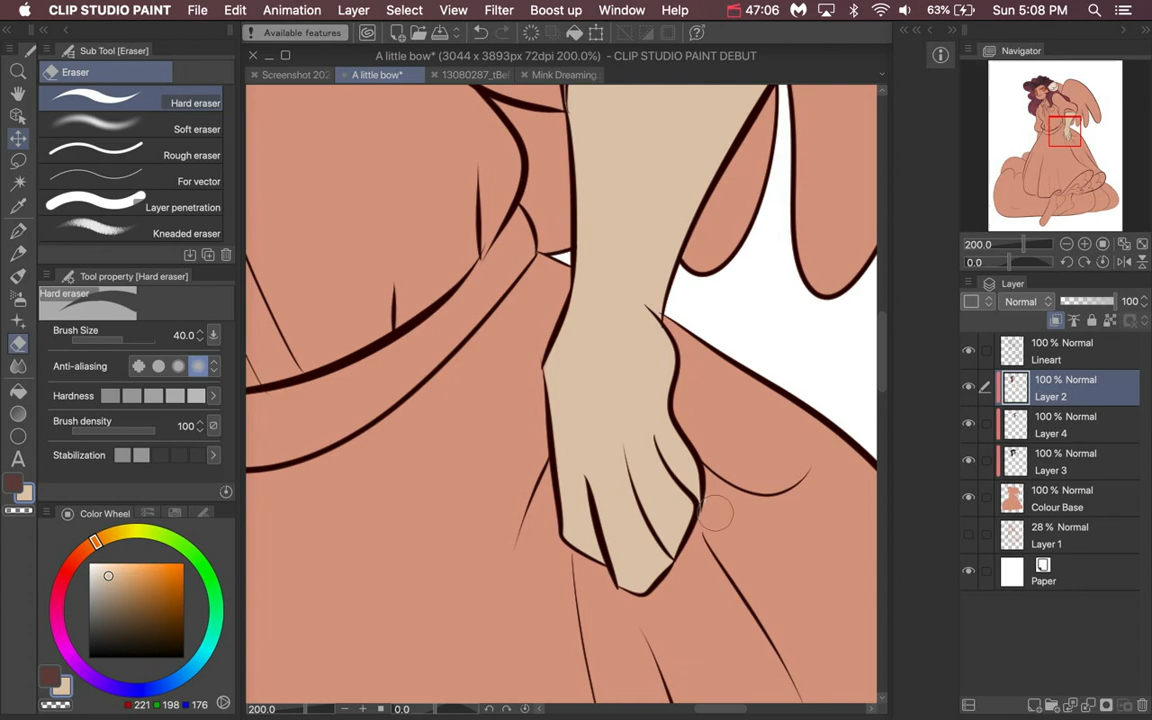 CLIP STUDIO PAINT File Edit Animation Layer Select View Filter Boost up Window Help 47:06 63% Sun 5:08 PM
Available features
A little bow* (3044 x 3893px 72dpi 200.0%) - CLIP STUDIO PAINT DEBUT
A little bow*
13080287_tBe
Mink Dreaming
Sub Tool [Eraser]
Eraser
Hard eraser
Soft eraser
Rough eraser
For vector
Layer penetration
Kneaded eraser
Tool property [Hard eraser]
Hard eraser
Brush Size 40.0
Anti-aliasing
Hardness
Brush density 100
Stabilization
Color Wheel
221 198 176
A
200.0 0.0
Navigator
200.0
0.0
Layer
Normal 100
100 % Normal
Lineart
100 % Normal
Layer 2
100 % Normal
Layer 4
100 % Normal
Layer 3
100 % Normal
Colour Base
28 % Normal
Layer 1
Paper